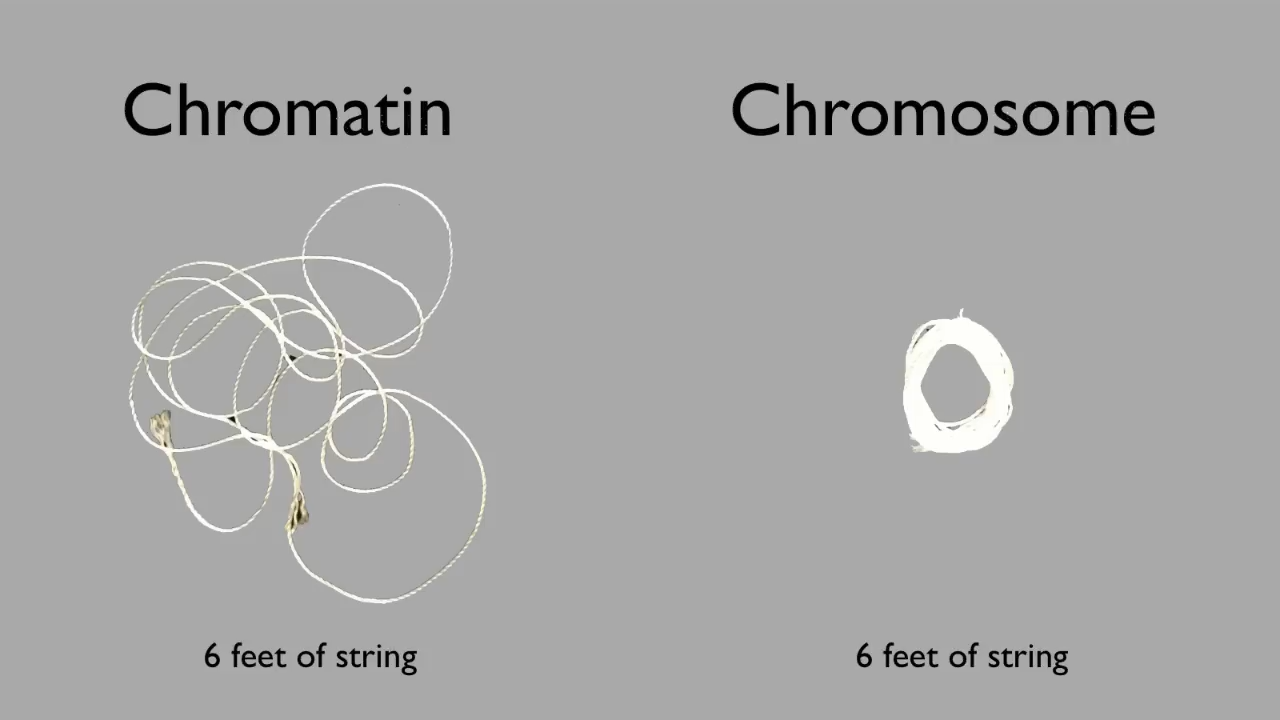 Chromatin
Chromosome
6 feet of string
6 feet of string